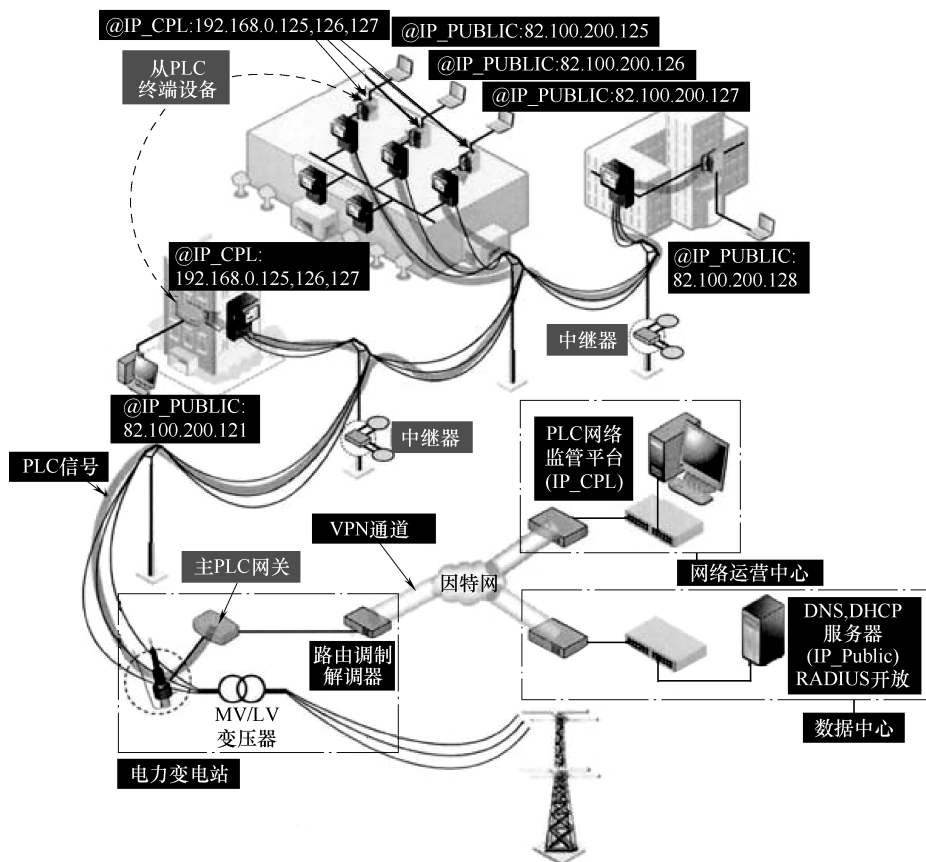 @IP_CPL:192.168.0.125,126,127
@IP_PUBLIC:82.100.200.125
@IP_PUBLIC:82.100.200.126
@IP_PUBLIC:82.100.200.127
从PLC
终端设备
@IP_CPL:
192.168.0.125,126,127
@IP_PUBLIC:
82.100.200.128
中继器
@IP_PUBLIC:
82.100.200.121
中继器
PLC信号
PLC网络
监管平台
(IP_CPL)
VPN通道
网络运营中心
主PLC网关
因特网
路由调制
解调器
DNS,DHCP
服务器
(IP_Public)
RADIUS开放
数据中心
MV/LV
变压器
电力变电站